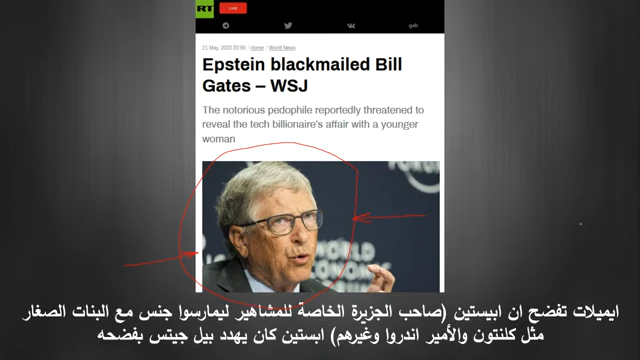 RT
LIVE
gab
21 May, 2023 20:50 / Home / World News
Epstein blackmailed Bill
Gates – WSJ
The notorious pedophile reportedly threatened to
reveal the tech billionaire's affair with a younger
woman
WORLD
ECONOMIC
FORUM
ايميلات تفضح ان ابيستين (صاحب الجزيرة الخاصة للمشاهير ليمارسوا جنس مع البنات الصغار
مثل كلنتون والأمير اندروا وغيرهم) ابستين كان يهدد بيل جيتس بفضحه